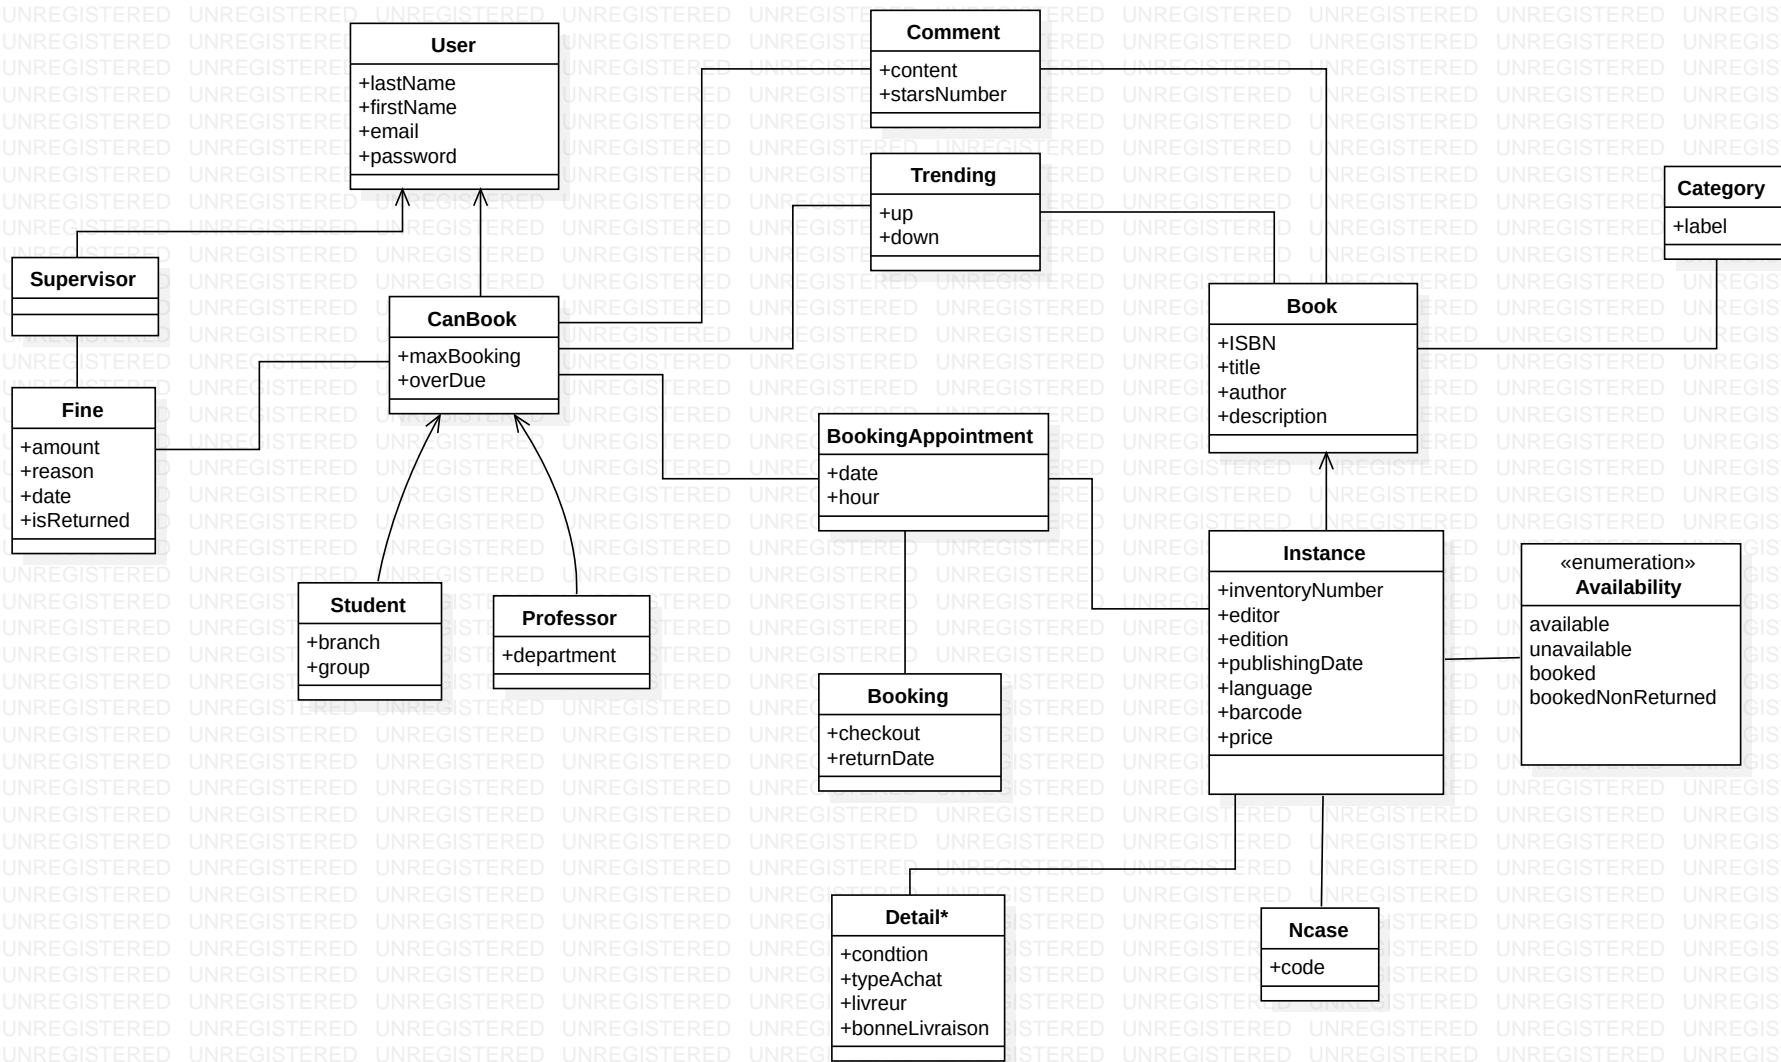 User
+lastName
+firstName
+email
+password
Comment
+content
+starsNumber
Trending
+up
+down
Category
+label
Supervisor
CanBook
+maxBooking
+overDue
Book
+ISBN
+title
+author
+description
Fine
+amount
+reason
+date
+isReturned
BookingAppointment
+date
+hour
Student
+branch
+group
Professor
+department
Instance
+inventoryNumber
+editor
+edition
+publishingDate
+language
+barcode
+price
«enumeration»
Availability
available
unavailable
booked
bookedNonReturned
Booking
+checkout
+returnDate
Detail*
+condtion
+typeAchat
+livreur
+bonneLivraison
Ncase
+code
UNREGISTERED